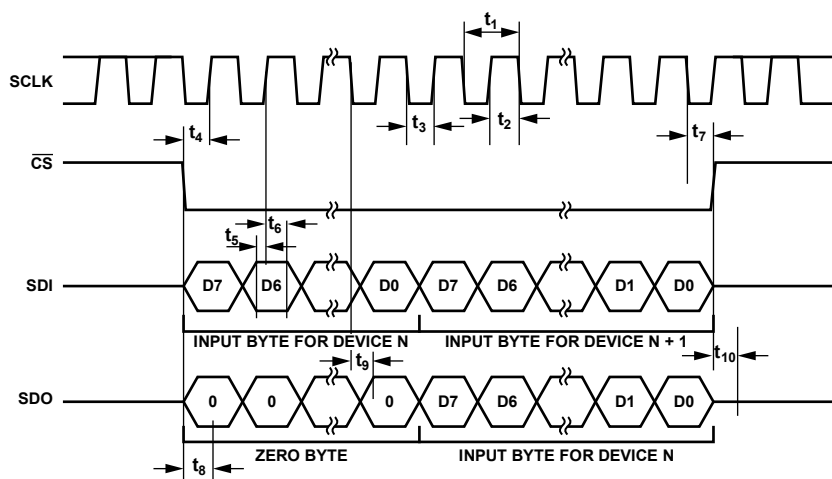 t1
SCLK
t4
t3
t2
t7
CS
t6
t5
SDI
D7
D6
D0
D7
D6
D1
D0
INPUT BYTE FOR DEVICE N
INPUT BYTE FOR DEVICE N + 1
t10
t9
SDO
0
0
0
D7
D6
D1
D0
ZERO BYTE
INPUT BYTE FOR DEVICE N
t8